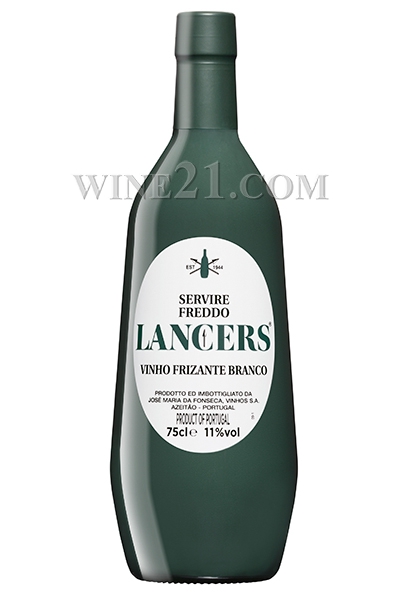 WINE21.COM
EST 1944
SERVIRE
FREDDO
LANCERS®
VINHO FRIZANTE BRANCO
PRODOTTO ED IMBOTTIGLIATO DA
JOSÉ MARIA DA FONSECA, VINHOS S.A.
AZEITÃO - PORTUGAL
PRODUCT OF PORTUGAL
75cl e 11%vol